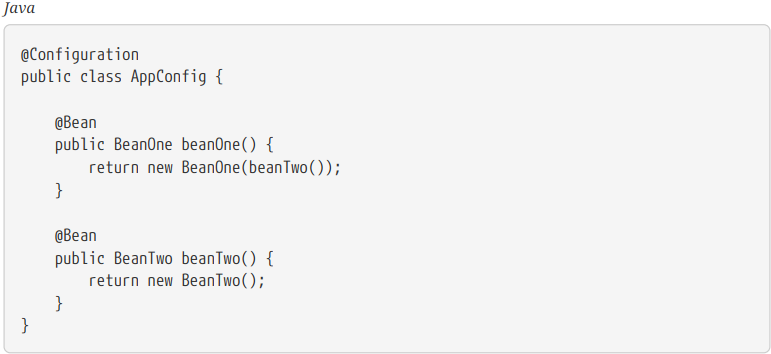 Java
@Configuration
public class AppConfig {
@Bean
public BeanOne beanOne() {
return new BeanOne(beanTwo());
}
@Bean
public BeanTwo beanTwo() {
return new BeanTwo();
}
}